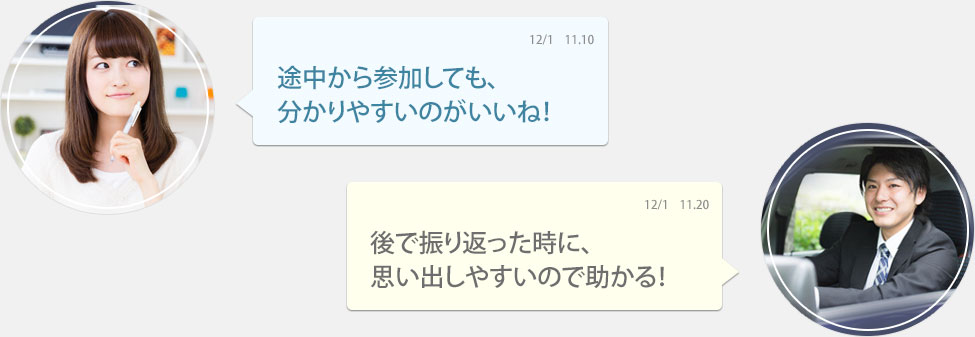 12/1 11.10
途中から参加しても、
分かりやすいのがいいね!
12/1 11.20
後で振り返った時に、
思い出しやすいので助かる!